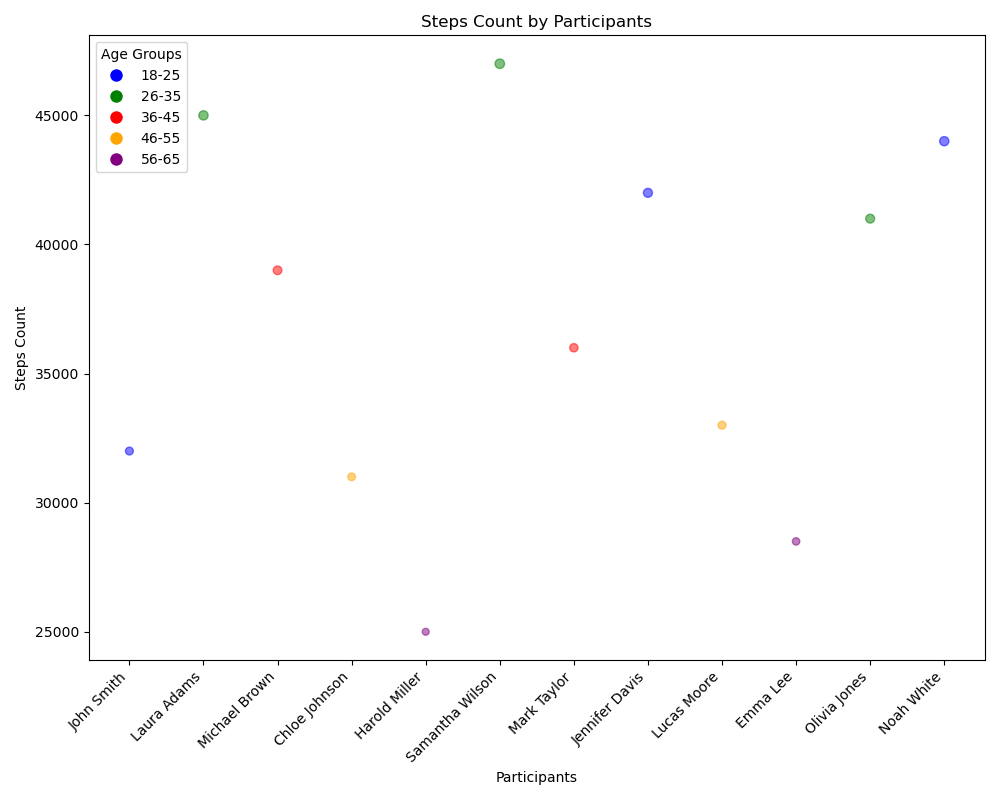 Steps Count by Participants
Age Groups
18-25
26-35
36-45
46-55
56-65
Steps Count
45000
40000
35000
30000
25000
John Smith
Laura Adams
Michael Brown
Chloe Johnson
Harold Miller
Samantha Wilson
Mark Taylor
Jennifer Davis
Lucas Moore
Emma Lee
Olivia Jones
Noah White
Participants